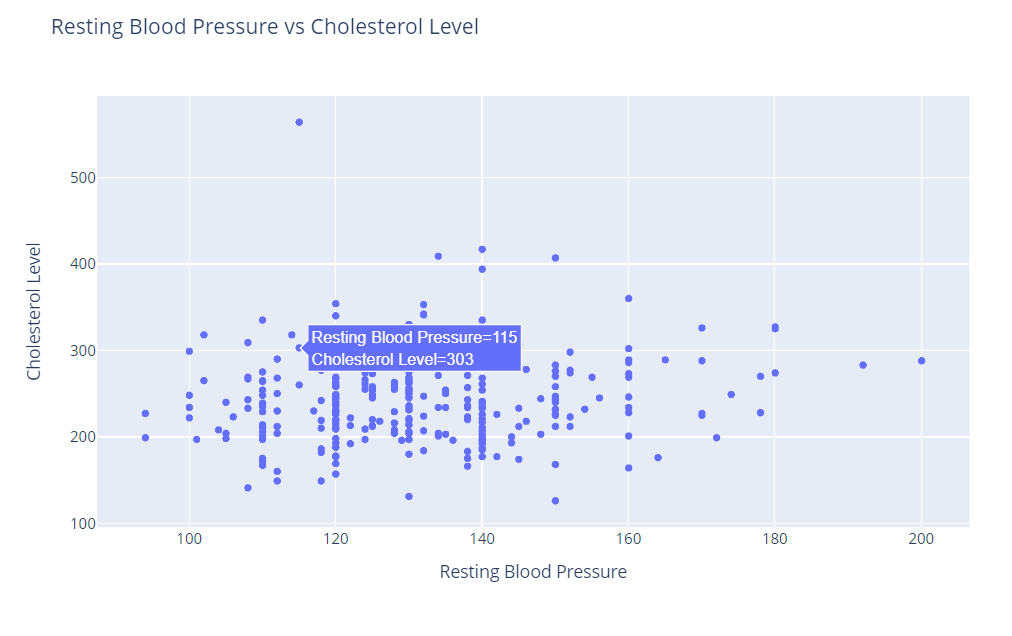 Resting Blood Pressure vs Cholesterol Level
500
400
300
200
100
Cholesterol Level
Resting Blood Pressure=115
Cholesterol Level=303
100 120 140 160 180 200
Resting Blood Pressure